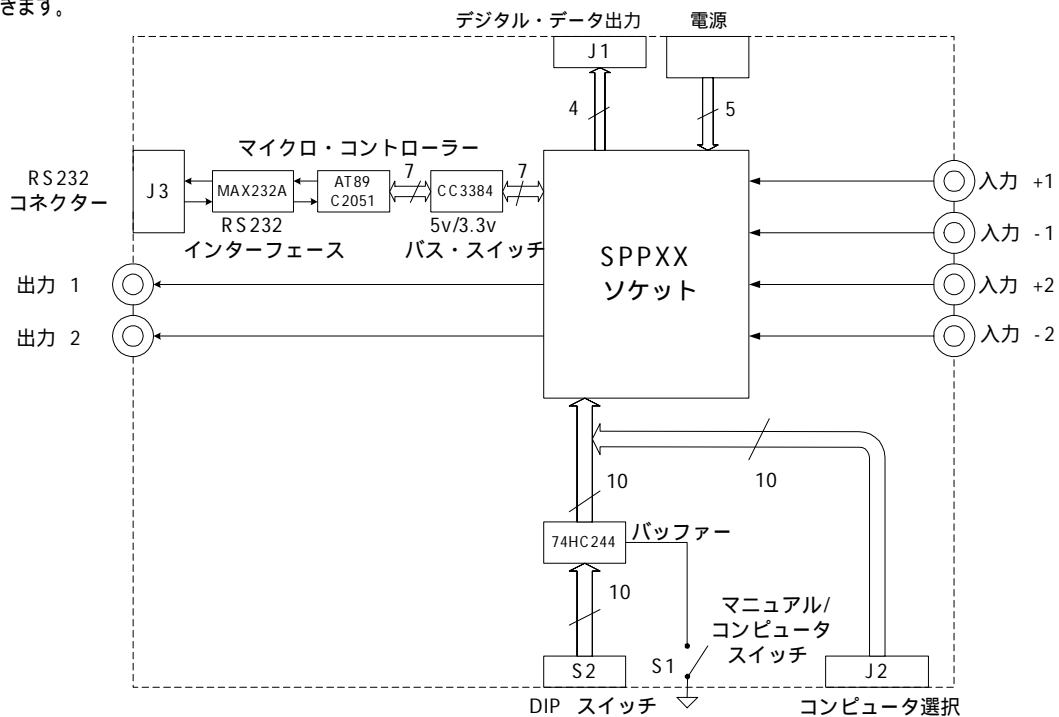 きます。
デジタル・データ出力
電源
J1
4
5
マイクロ・コントローラー
RS232
コネクター
J3
MAX232A
AT89
C2051
7
CC3384
7
RS232
インターフェース
5v/3.3v
バス・スイッチ
SPPXX
ソケット
入力 +1
入力 -1
入力 +2
入力 -2
出力 1
出力 2
10
10
74HC244
バッファー
10
マニュアル/
コンピュータ
スイッチ
S1
S2
J2
DIP スイッチ
コンピュータ選択